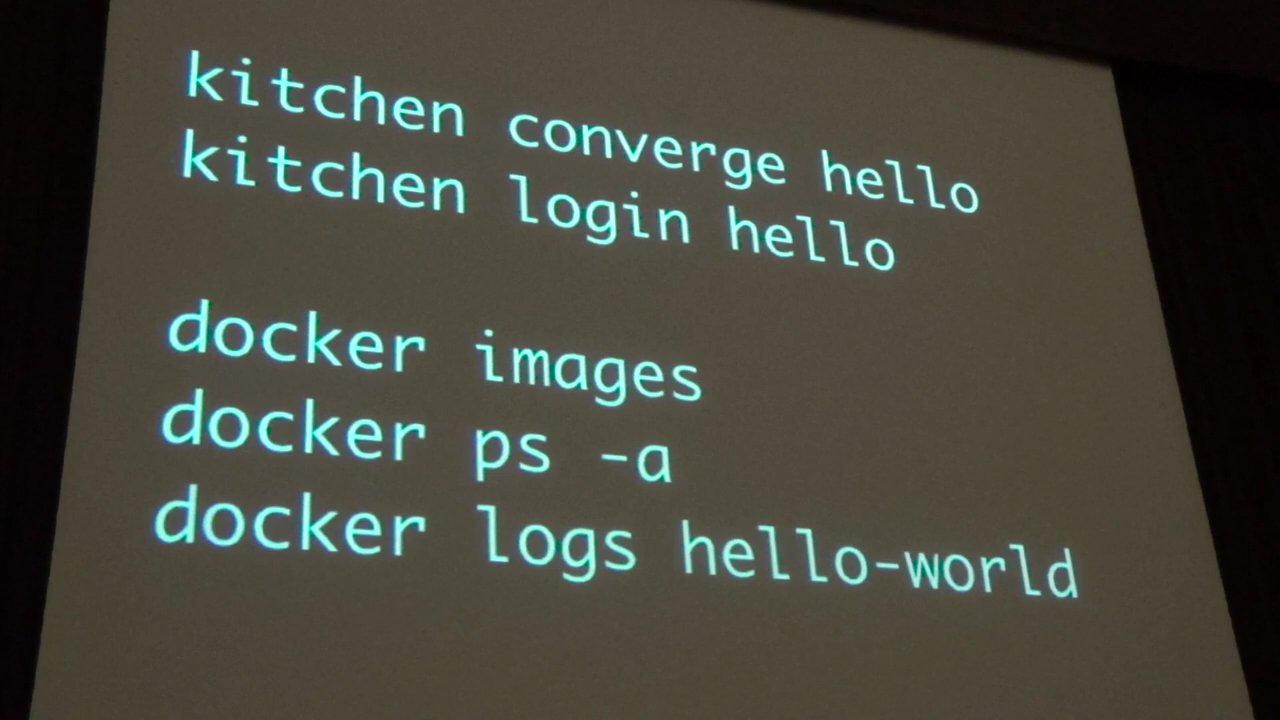 kitchen converge hello
kitchen login hello
docker images
docker ps -a
docker logs hello-world